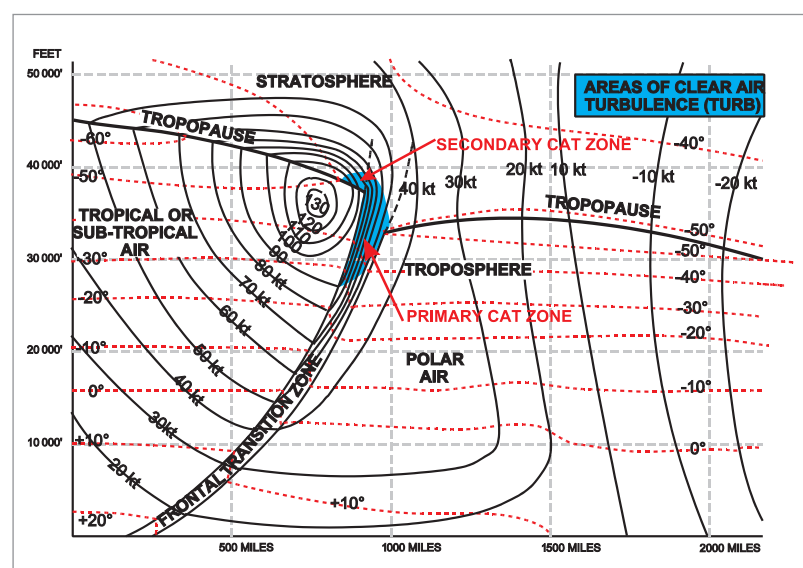 FEET
50 000'
STRATOSPHERE
AREAS OF CLEAR AIR
TURBULENCE (TURB)
TROPOPAUSE
-60°
SECONDARY CAT ZONE
-40°
40 000'
-50°
130
120
110
100
90
80 kt
70 kt
60 kt
50 kt
40 kt
30kt
20 kt
40 kt
30kt
20 kt
10 kt
-10 kt
-20 kt
TROPICAL OR
SUB-TROPICAL
AIR
TROPOPAUSE
-50°
-50°
30 000'
-30°
TROPOSPHERE
-40°
-20°
PRIMARY CAT ZONE
-30°
-20°
20 000'
-10°
POLAR
AIR
0°
-10°
FRONTAL TRANSITION ZONE
10 000'
+10°
0°
+10°
+20°
500 MILES
1000 MILES
1500 MILES
2000 MILES